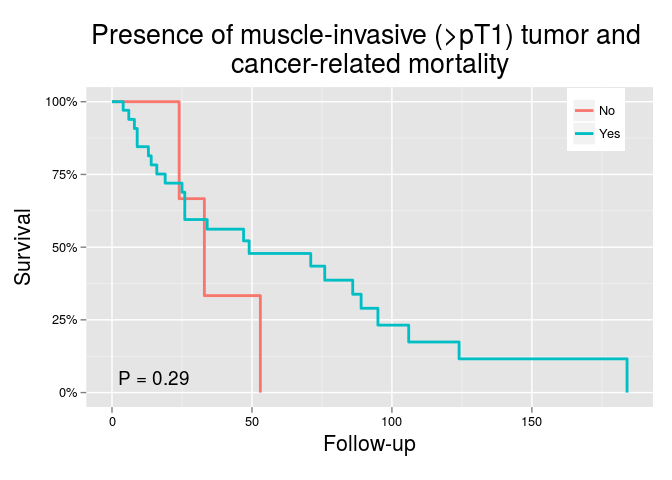 Presence of muscle-invasive (>pT1) tumor and
cancer-related mortality
100%
75%
50%
25%
0%
Survival
No
Yes
P = 0.29
0
50
100
150
Follow-up